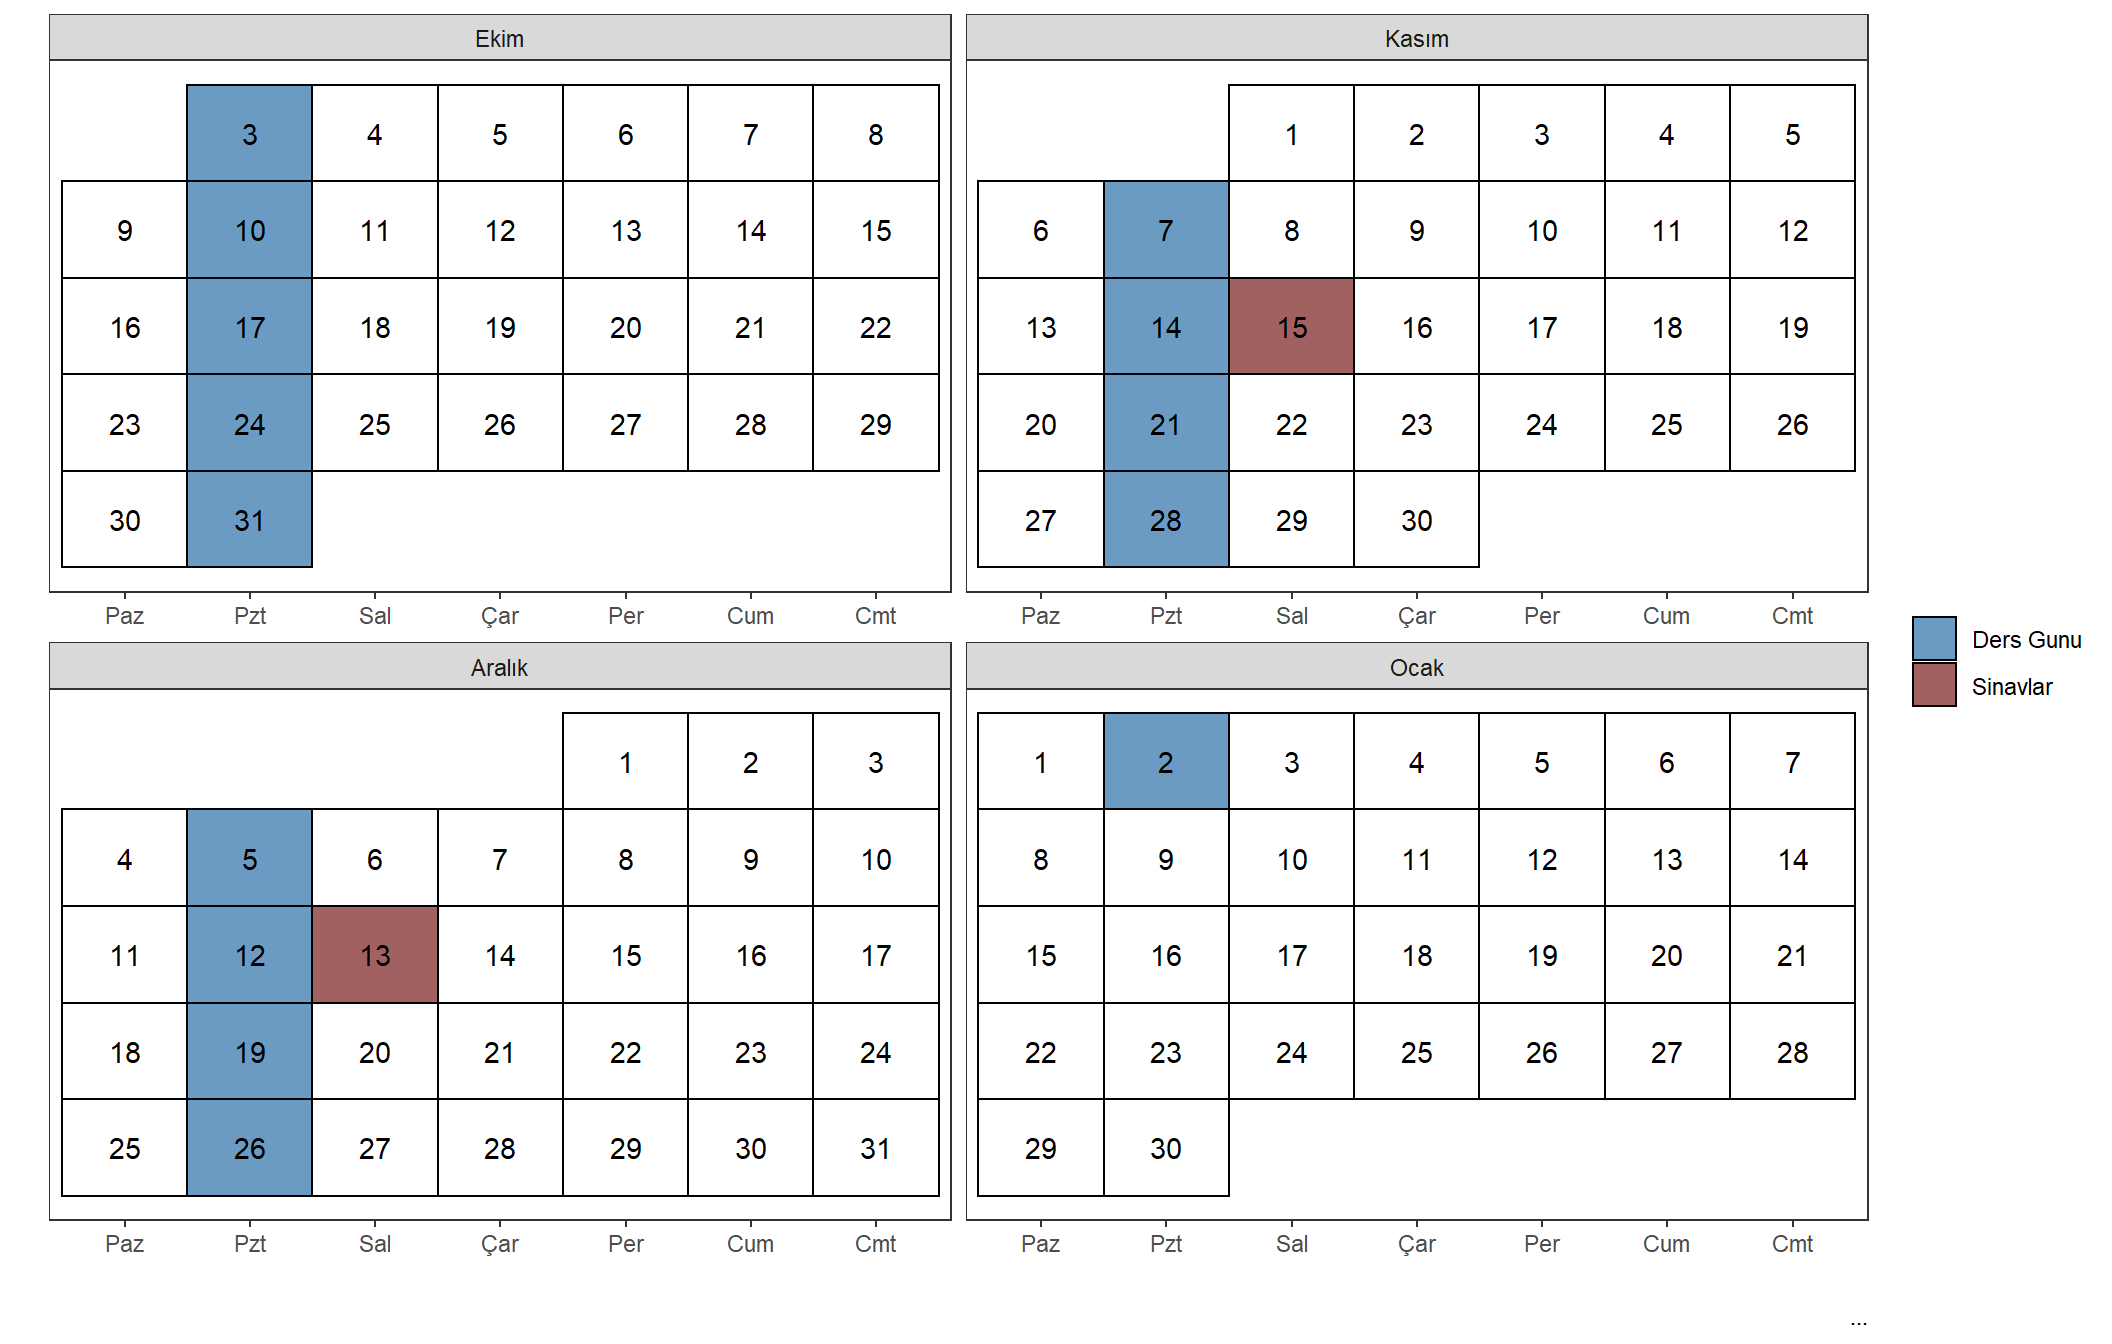 Ekim
3 4 5 6 7 8
9 10 11 12 13 14 15
16 17 18 19 20 21 22
23 24 25 26 27 28 29
30 31
Paz Pzt Sal Çar Per Cum Cmt
Kasım
1 2 3 4 5
6 7 8 9 10 11 12
13 14 15 16 17 18 19
20 21 22 23 24 25 26
27 28 29 30
Paz Pzt Sal Çar Per Cum Cmt
Aralık
1 2 3
4 5 6 7 8 9 10
11 12 13 14 15 16 17
18 19 20 21 22 23 24
25 26 27 28 29 30 31
Paz Pzt Sal Çar Per Cum Cmt
Ocak
1 2 3 4 5 6 7
8 9 10 11 12 13 14
15 16 17 18 19 20 21
22 23 24 25 26 27 28
29 30
Paz Pzt Sal Çar Per Cum Cmt
Ders Gunu
Sinavlar
...